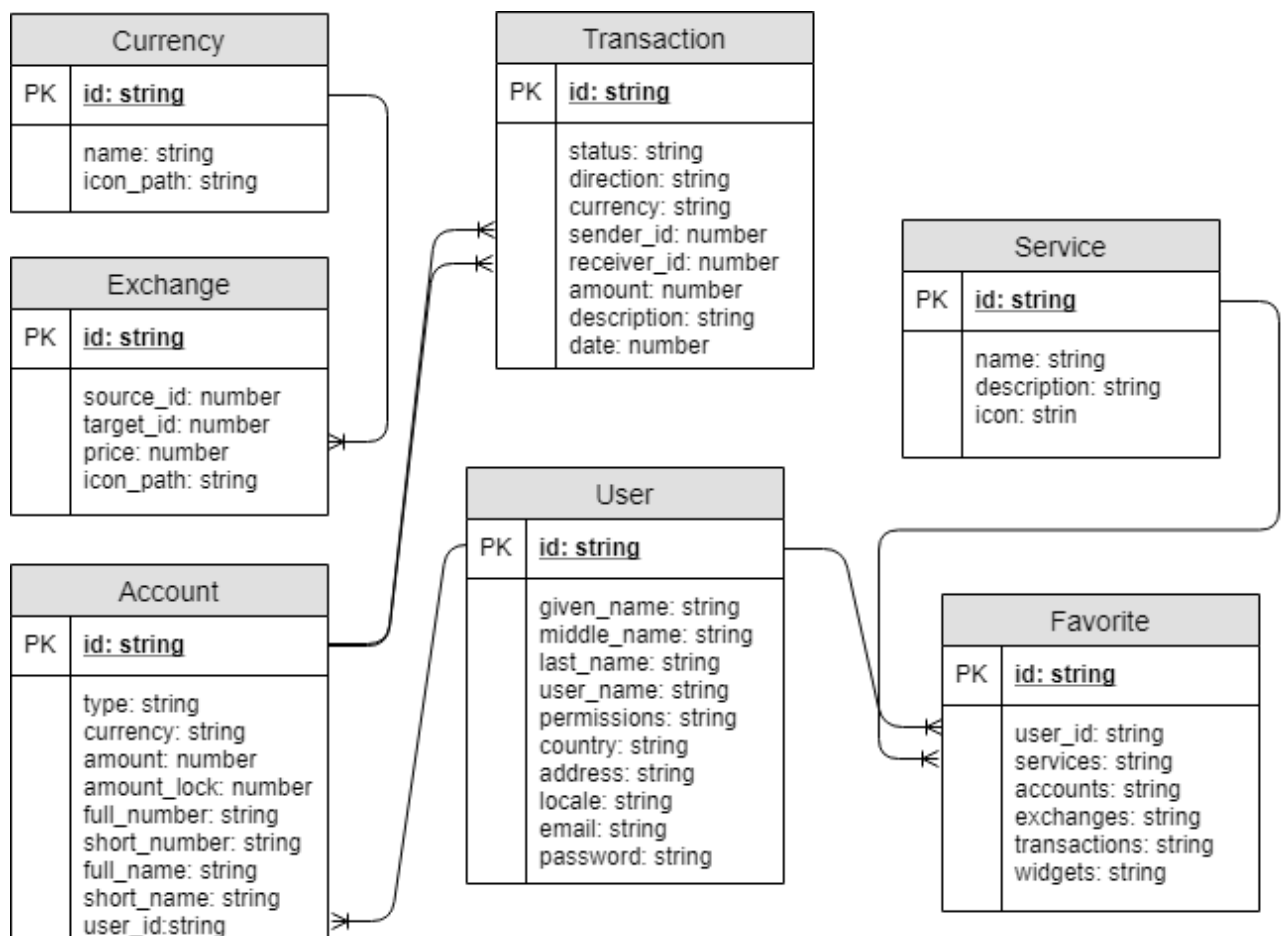 Currency
PK id: string
name: string
icon_path: string
Transaction
PK id: string
status: string
direction: string
currency: string
sender_id: number
receiver_id: number
amount: number
description: string
date: number
Exchange
PK id: string
source_id: number
target_id: number
price: number
icon_path: string
Service
PK id: string
name: string
description: string
icon: strin
User
PK id: string
given_name: string
middle_name: string
last_name: string
user_name: string
permissions: string
country: string
address: string
locale: string
email: string
password: string
Account
PK id: string
type: string
currency: string
amount: number
amount_lock: number
full_number: string
short_number: string
full_name: string
short_name: string
user_id:string
Favorite
PK id: string
user_id: string
services: string
accounts: string
exchanges: string
transactions: string
widgets: string